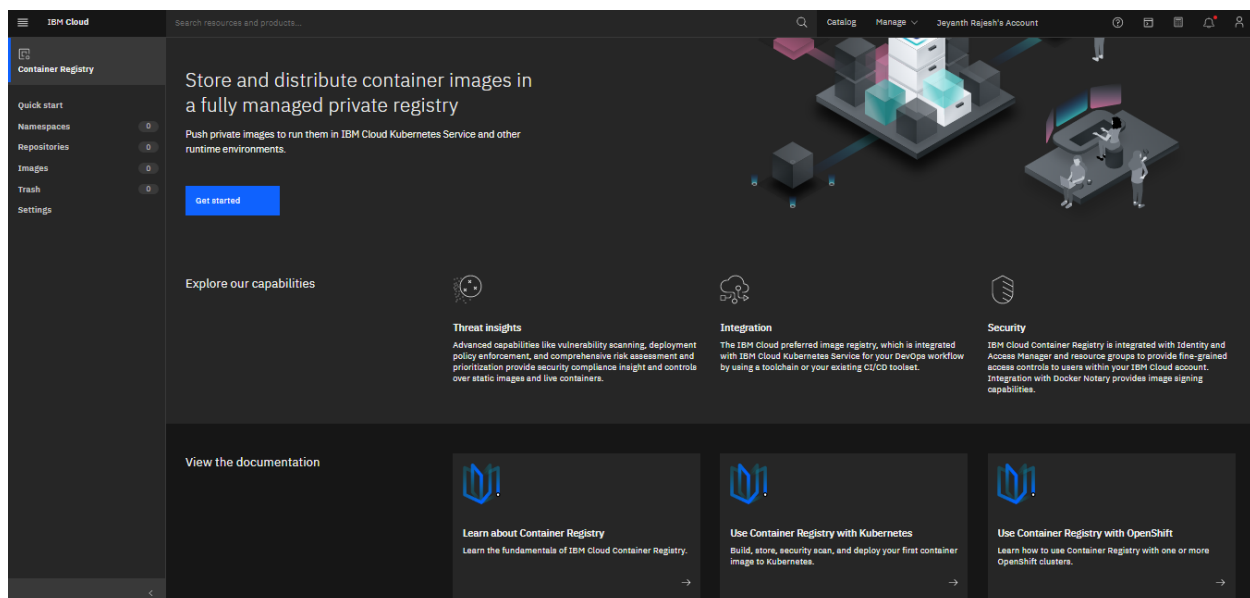 IBM Cloud
Search resources and products...
Catalog
Manage
Jeyanth Rajesh's Account
Container Registry
Quick start
Namespaces 0
Repositories 0
Images 0
Trash 0
Settings
Store and distribute container images in
a fully managed private registry
Push private images to run them in IBM Cloud Kubernetes Service and other
runtime environments.
Get started
Explore our capabilities
Threat insights
Advanced capabilities like vulnerability scanning, deployment
policy enforcement, and comprehensive risk assessment and
prioritization provide security compliance insight and controls
over static images and live containers.
Integration
The IBM Cloud preferred image registry, which is integrated
with IBM Cloud Kubernetes Service for your DevOps workflow
by using a toolchain or your existing CI/CD toolset.
Security
IBM Cloud Container Registry is integrated with Identity and
Access Manager and resource groups to provide fine-grained
access controls to users within your IBM Cloud account.
Integration with Docker Notary provides image signing
capabilities.
View the documentation
Learn about Container Registry
Learn the fundamentals of IBM Cloud Container Registry.
Use Container Registry with Kubernetes
Build, store, security scan, and deploy your first container
image to Kubernetes.
Use Container Registry with OpenShift
Learn how to use Container Registry with one or more
OpenShift clusters.